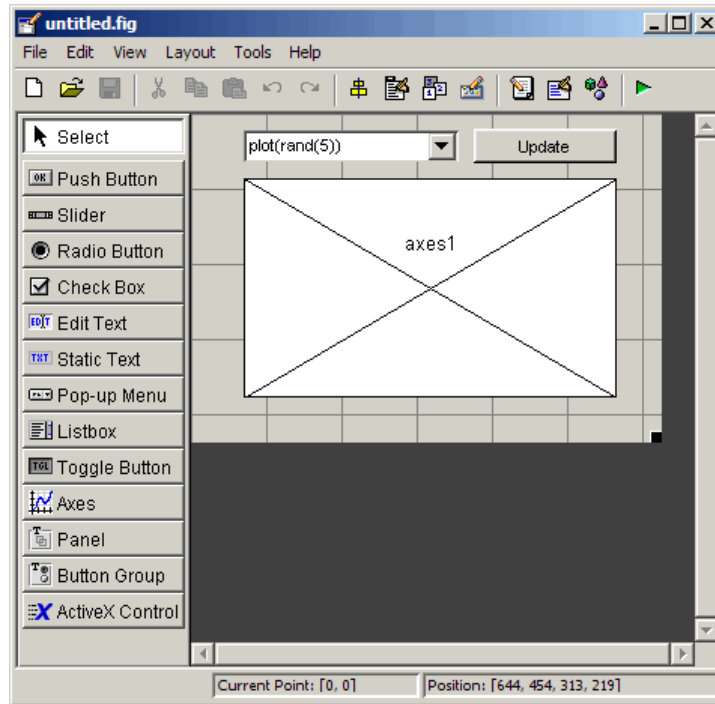 untitled.fig
File Edit View Layout Tools Help
Select
plot(rand(5))
Update
Push Button
Slider
Radio Button
axes1
Check Box
Edit Text
Static Text
Pop-up Menu
Listbox
Toggle Button
Axes
Panel
Button Group
ActiveX Control
Current Point: [0, 0]
Position: [644, 454, 313, 219]